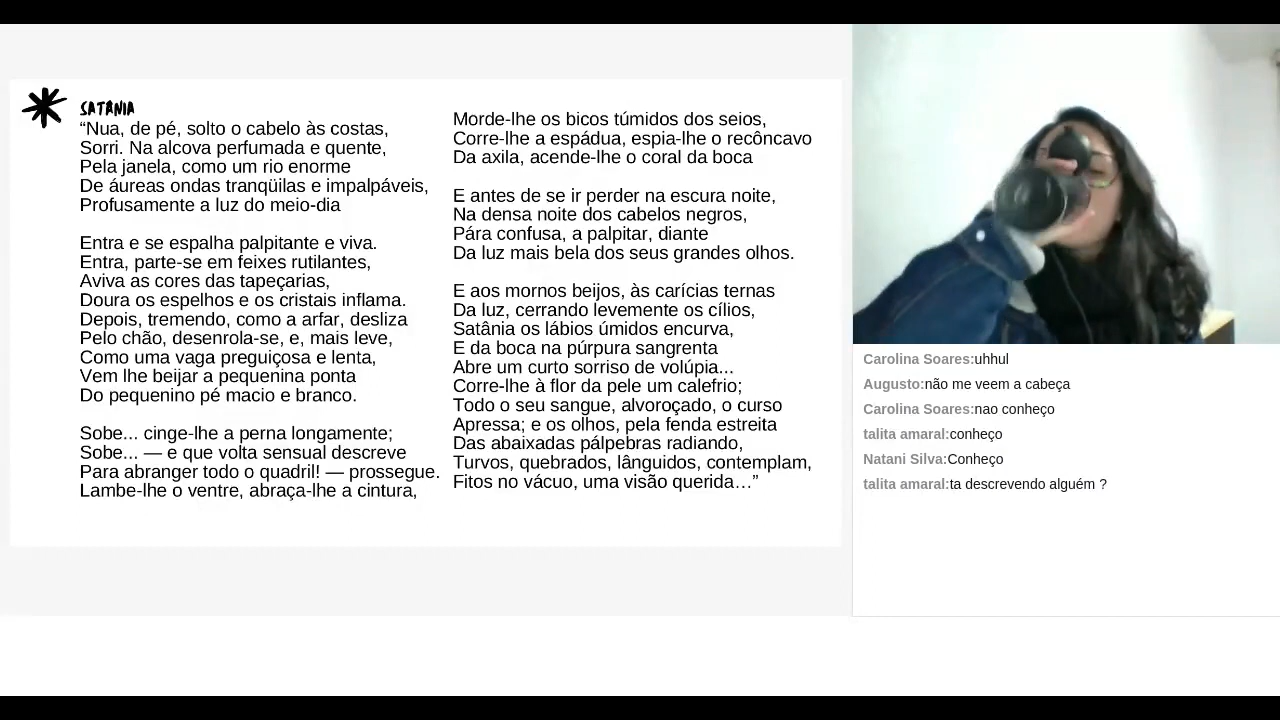 SATÂNIA
“Nua, de pé, solto o cabelo às costas,
Sorri. Na alcova perfumada e quente,
Pela janela, como um rio enorme
De áureas ondas tranqüilas e impalpáveis,
Profusamente a luz do meio-dia
Entra e se espalha palpitante e viva.
Entra, parte-se em feixes rutilantes,
Aviva as cores das tapeçarias,
Doura os espelhos e os cristais inflama.
Depois, tremendo, como a arfar, desliza
Pelo chão, desenrola-se, e, mais leve,
Como uma vaga preguiçosa e lenta,
Vem lhe beijar a pequenina ponta
Do pequenino pé macio e branco.
Sobe... cinge-lhe a perna longamente;
Sobe... — e que volta sensual descreve
Para abranger todo o quadril! — prossegue.
Lambe-lhe o ventre, abraça-lhe a cintura,
Morde-lhe os bicos túmidos dos seios,
Corre-lhe a espádua, espia-lhe o recôncavo
Da axila, acende-lhe o coral da boca
E antes de se ir perder na escura noite,
Na densa noite dos cabelos negros,
Pára confusa, a palpitar, diante
Da luz mais bela dos seus grandes olhos.
E aos mornos beijos, às carícias ternas
Da luz, cerrando levemente os cílios,
Satânia os lábios úmidos encurva,
E da boca na púrpura sangrenta
Abre um curto sorriso de volúpia...
Corre-lhe à flor da pele um calefrio;
Todo o seu sangue, alvoroçado, o curso
Apressa; e os olhos, pela fenda estreita
Das abaixadas pálpebras radiando,
Turvos, quebrados, lânguidos, contemplam,
Fitos no vácuo, uma visão querida…”
Carolina Soares:uhhul
Augusto:não me veem a cabeça
Carolina Soares:nao conheço
talita amaral:conheço
Natani Silva:Conheço
talita amaral:ta descrevendo alguém ?